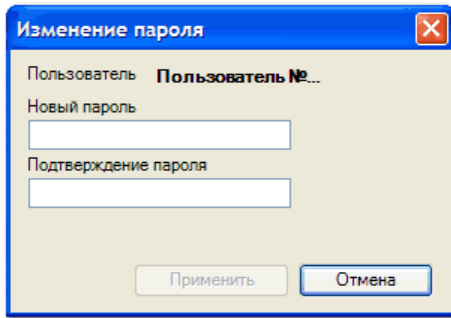 Изменение пароля
Пользователь Пользователь №...
Новый пароль
Подтверждение пароля
Применить Отмена